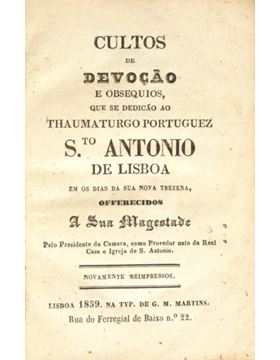 CULTOS
DE
DEVOÇÃO
E OBSEQUIOS,
QUE SE DEDICÃO AO
THAUMATURGO PORTUGUEZ
S.TO ANTONIO
DE LISBOA
EM OS DIAS DA SUA NOVA TREZENA,
OFFERECIDOS
A Sua Magestade
Pelo Presidente da Camara, como Provedor nato da Real
Casa e Igreja de S. Antonio.
NOVAMENTE REIMPRESSOS.
LISBOA 1859. NA TYP. DE G. M. MARTINS.
Rua do Ferregial de Baixo n.º 22.